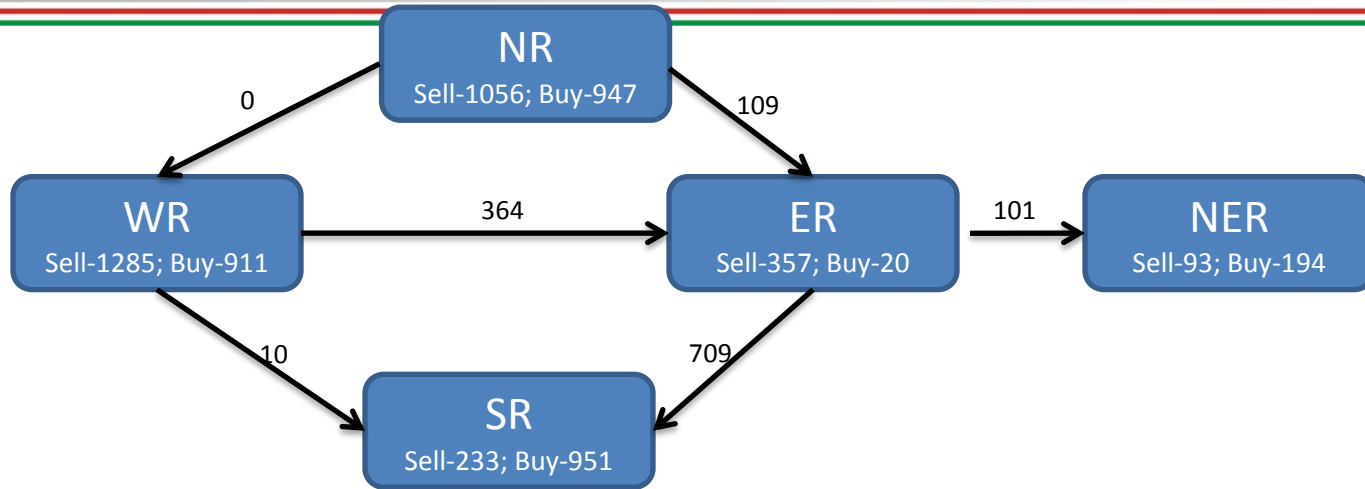 NR
Sell-1056; Buy-947
0
109
WR
Sell-1285; Buy-911
364
ER
Sell-357; Buy-20
101
NER
Sell-93; Buy-194
10
709
SR
Sell-233; Buy-951